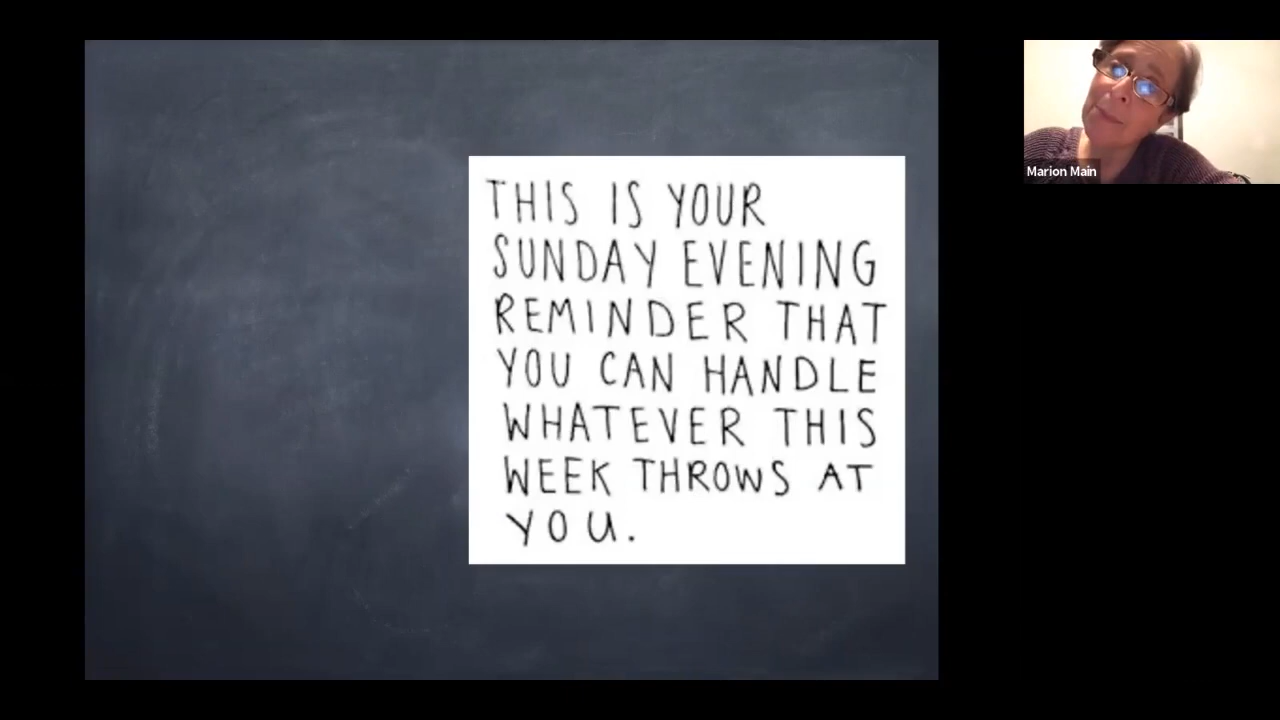 THIS IS YOUR
SUNDAY EVENING
REMINDER THAT
YOU CAN HANDLE
WHATEVER THIS
WEEK THROWS AT
YOU.
Marion Main